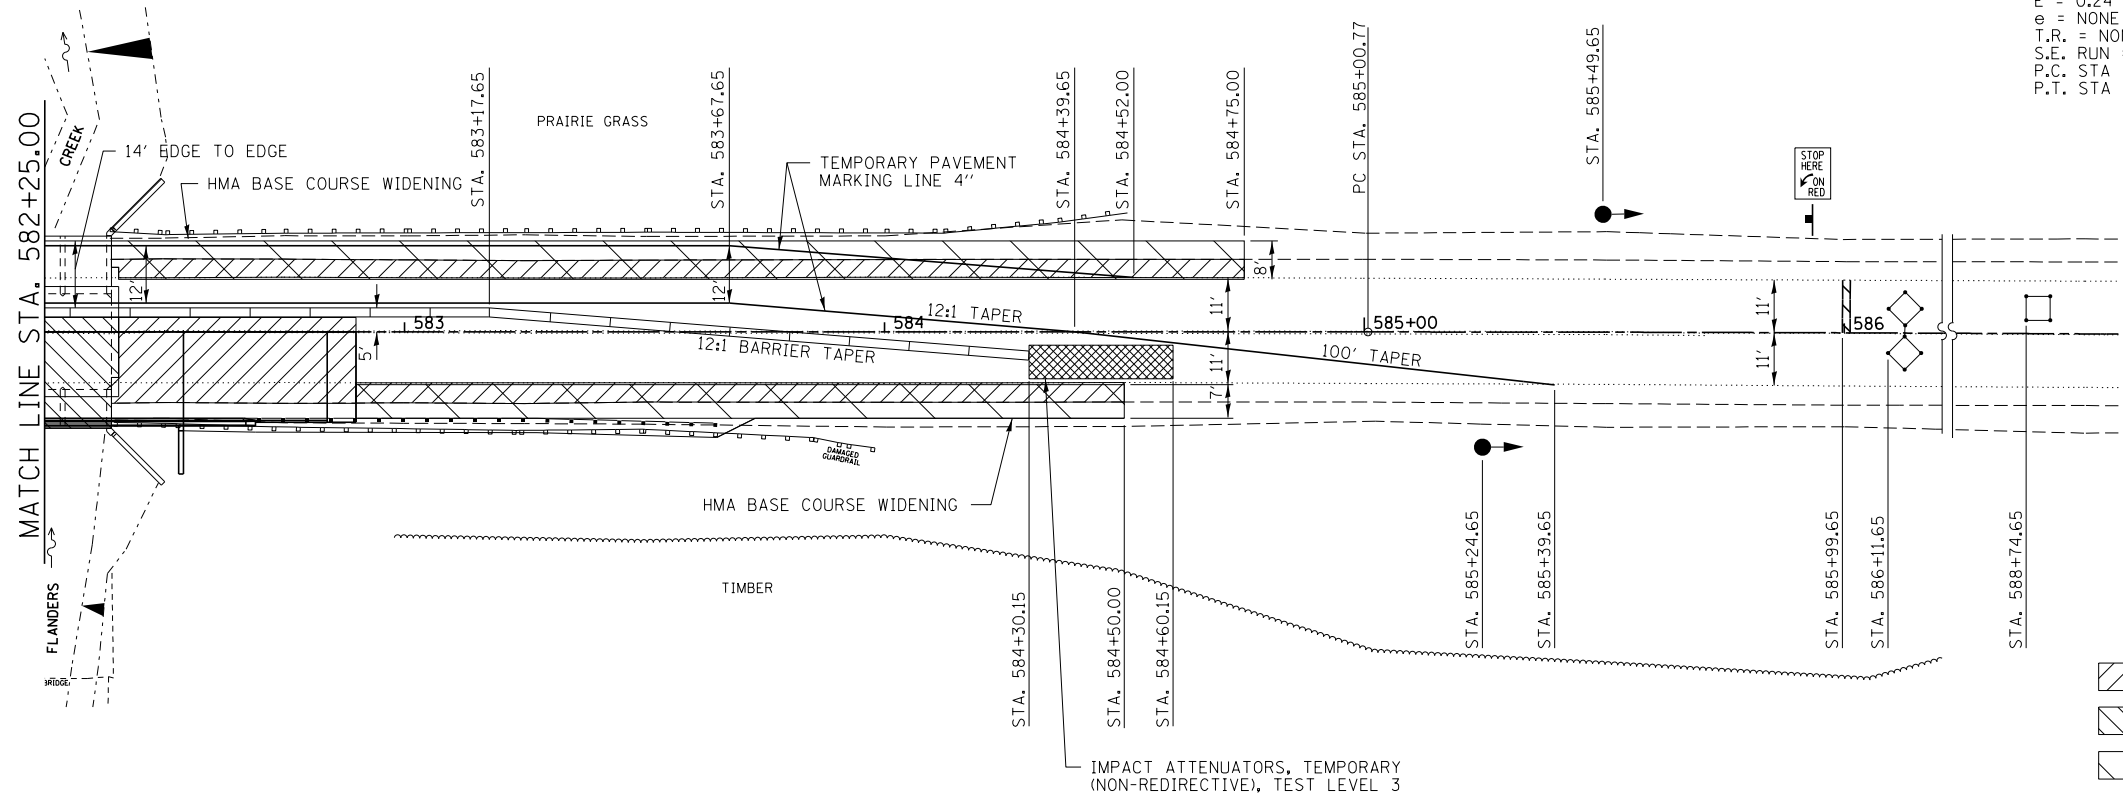 E = 0.24
e = NONE
T.R. =
S.E. RUN =
P.C. STA
P.T. STA
MATCH LINE STA. 582+25.00
CREEK
14' EDGE TO EDGE
HMA BASE COURSE WIDENING
STA. 583+17.65
PRAIRIE GRASS
STA. 583+67.65
TEMPORARY PAVEMENT
MARKING LINE 4''
STA. 584+39.65
STA. 584+52.00
STA. 584+75.00
PC STA. 585+00.77
STA. 585+49.65
STOP
HERE
ON
RED
12'
12'
8'
11'
11'
583
584
585+00
586
12:1 TAPER
5'
12:1 BARRIER TAPER
11'
100' TAPER
11'
7'
DAMAGED
GUARDRAIL
HMA BASE COURSE WIDENING
TIMBER
FLANDERS
BRIDGE
STA. 584+30.15
STA. 584+50.00
STA. 584+60.15
STA. 585+24.65
STA. 585+39.65
STA. 585+99.65
STA. 586+11.65
STA. 588+74.65
IMPACT ATTENUATORS, TEMPORARY
(NON-REDIRECTIVE), TEST LEVEL 3